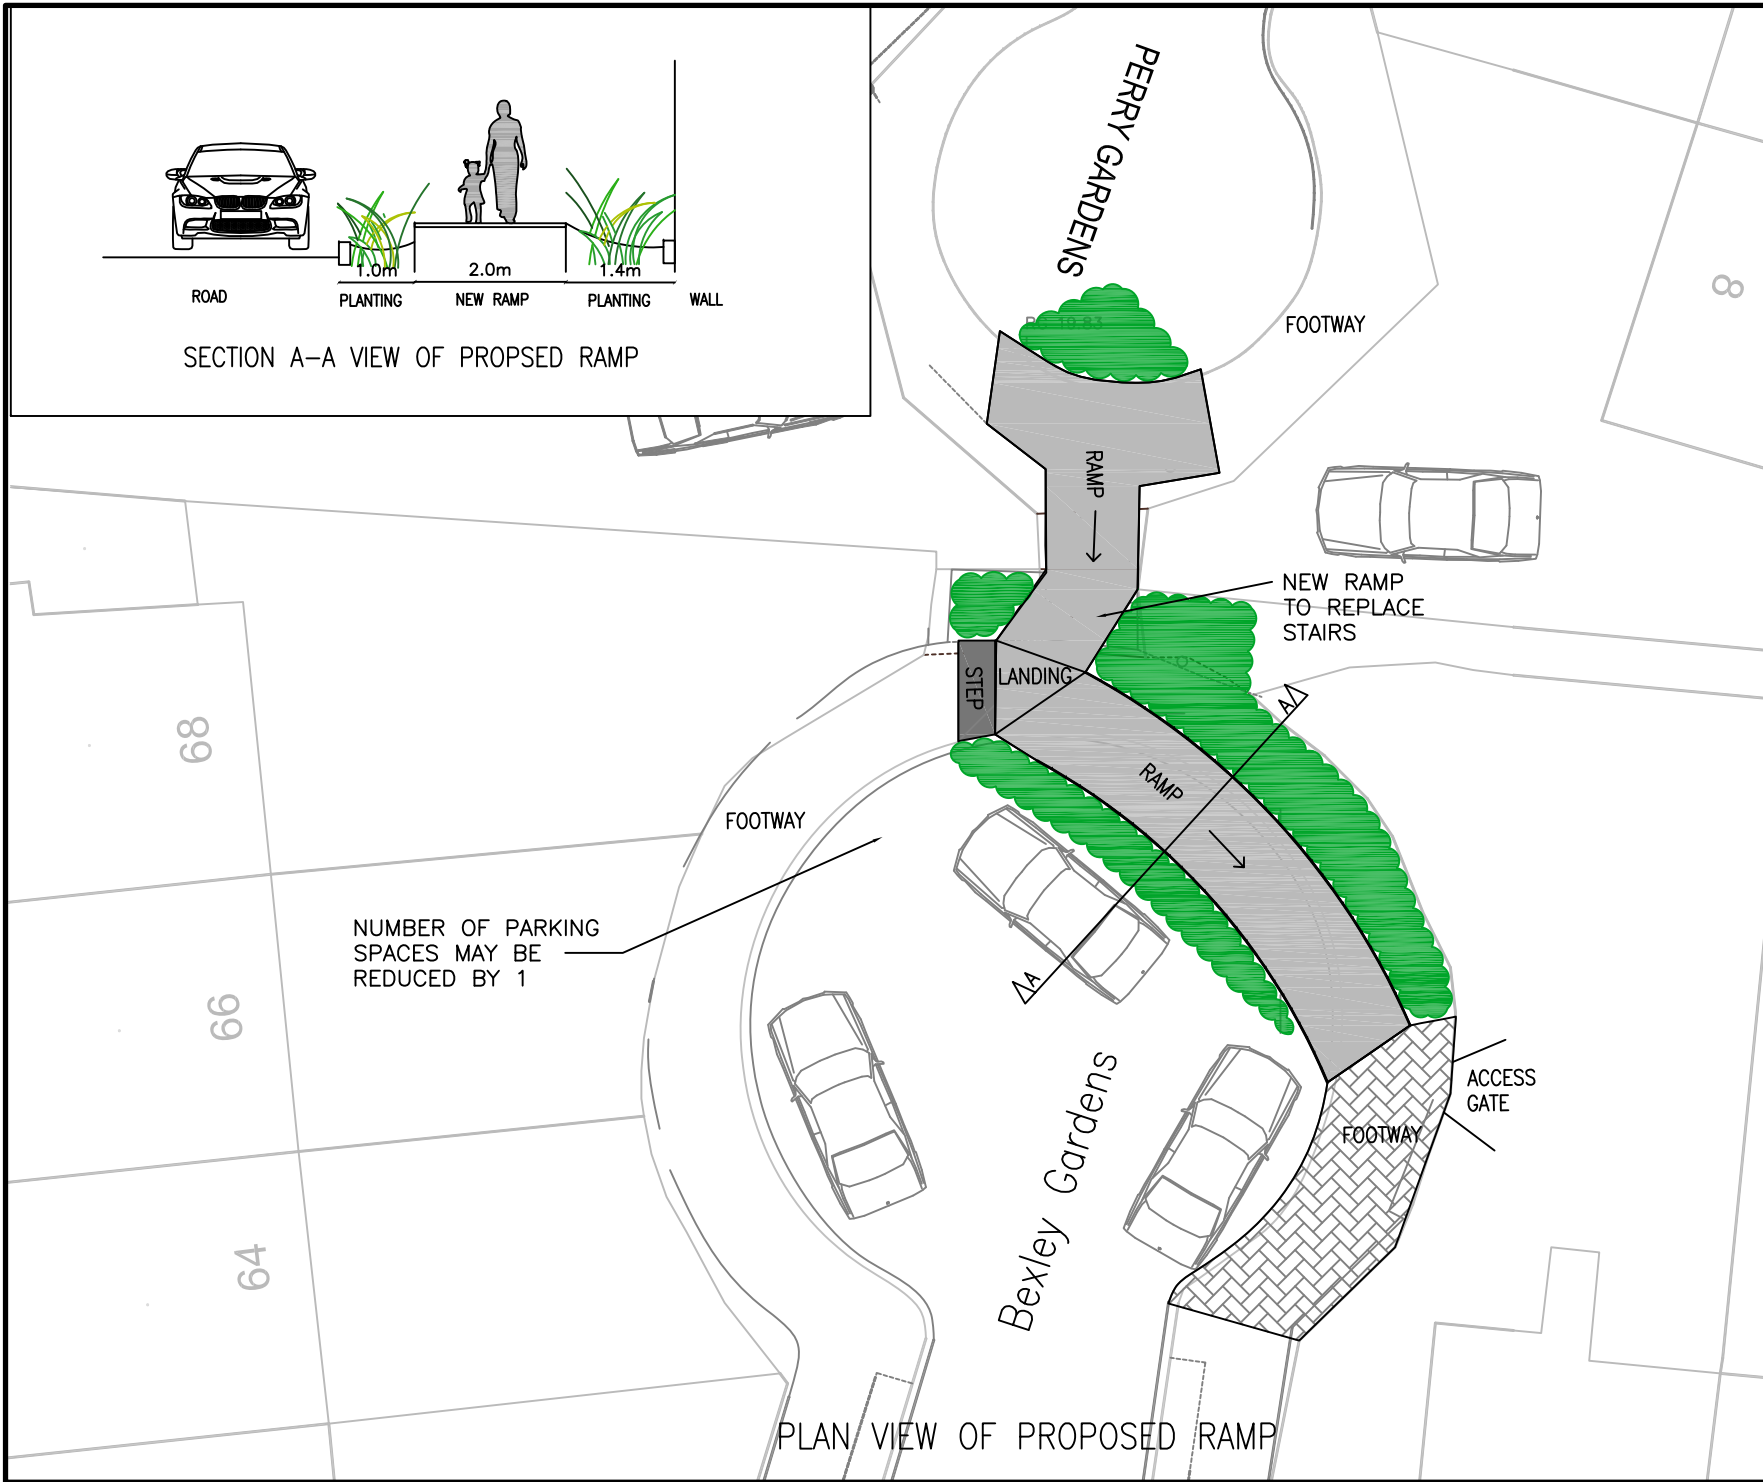 1.0m
2.0m
1.4m
ROAD
PLANTING
NEW RAMP
PLANTING
WALL
SECTION A-A VIEW OF PROPSED RAMP
PERRY GARDENS
8
FOOTWAY
RAMP
NEW RAMP
TO REPLACE
STAIRS
STEP
LANDING
A
68
RAMP
FOOTWAY
NUMBER OF PARKING
SPACES MAY BE
REDUCED BY 1
A
66
Bexley Gardens
ACCESS
GATE
FOOTWAY
64
PLAN VIEW OF PROPOSED RAMP